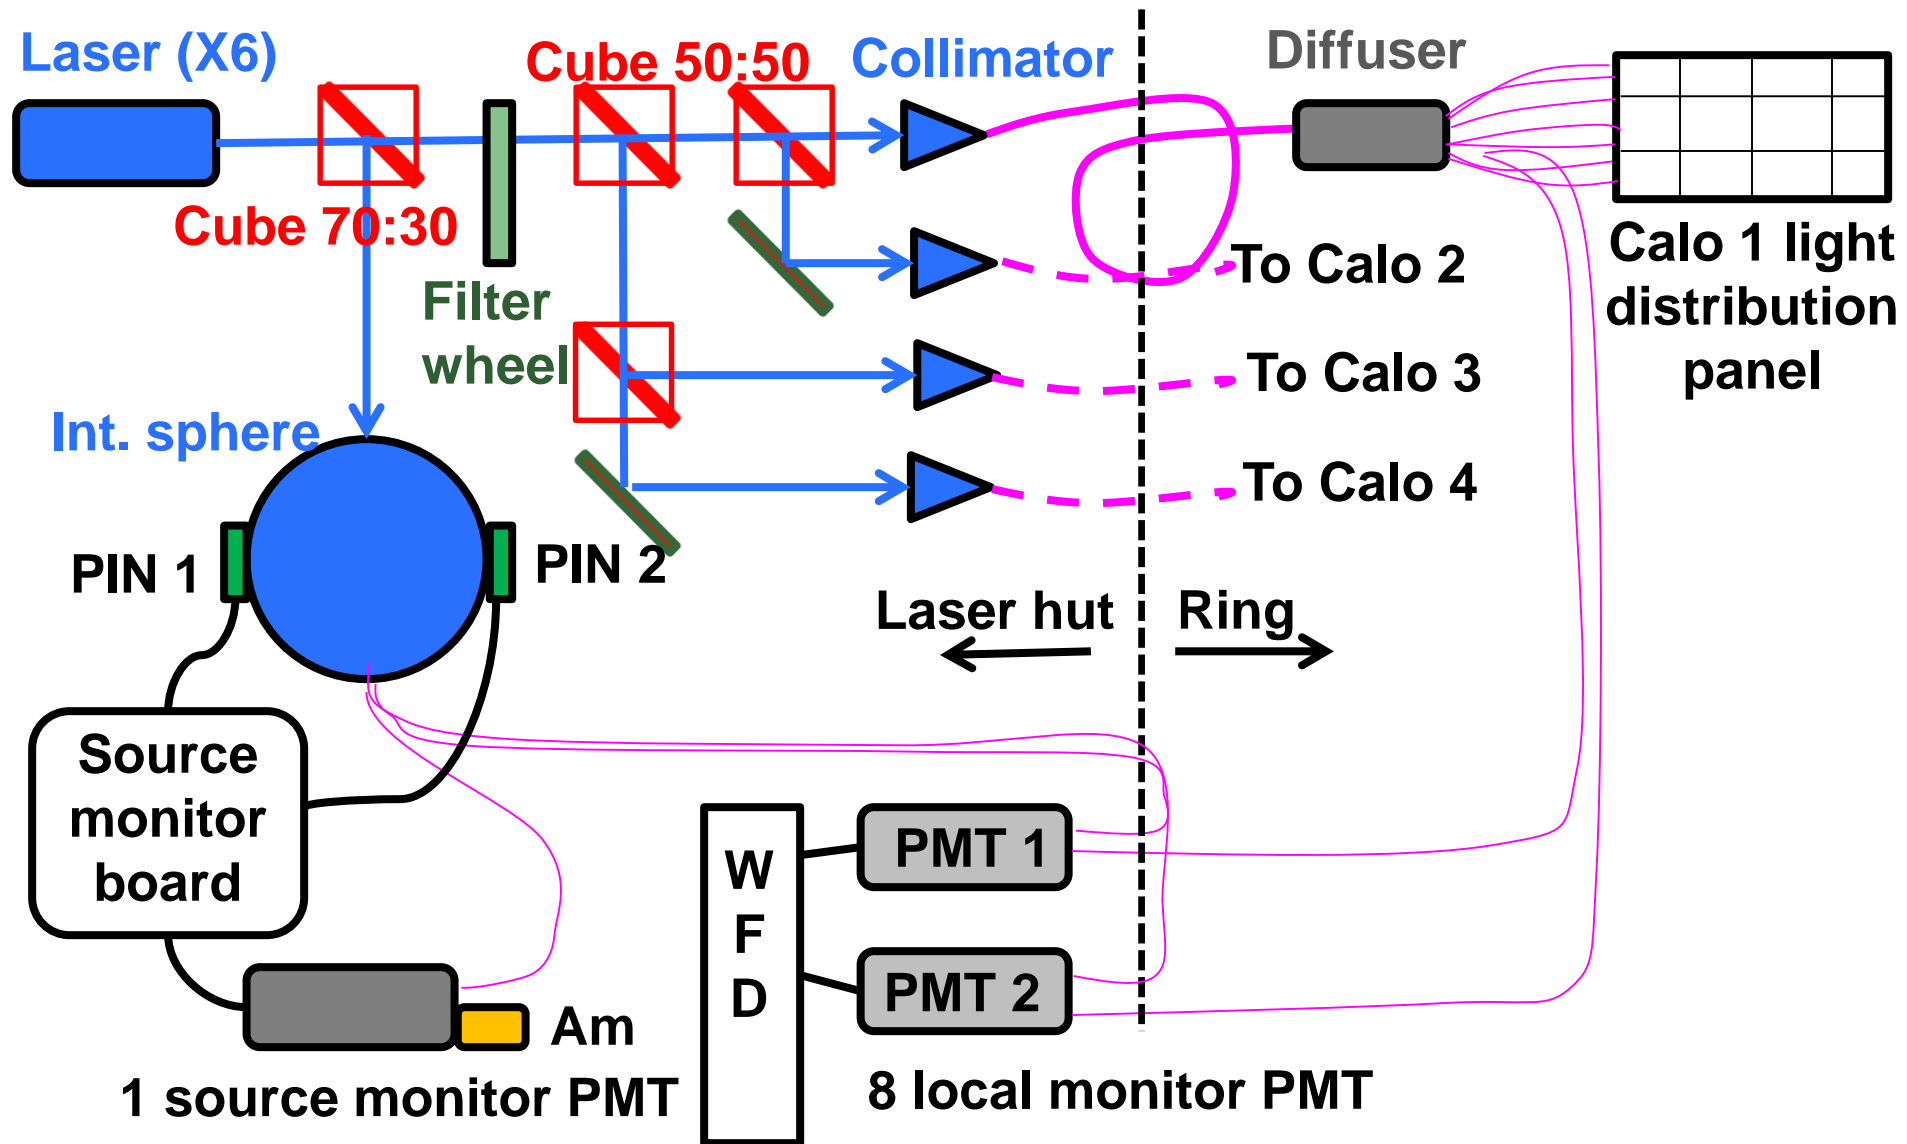 Laser (X6)
Cube 50:50
Collimator
Diffuser
Cube 70:30
Filter
wheel
To Calo 2
To Calo 3
To Calo 4
Calo 1 light
distribution
panel
Int. sphere
PIN 1
PIN 2
Laser hut
Ring
Source
monitor
board
W
F
D
PMT 1
PMT 2
Am
1 source monitor PMT
8 local monitor PMT